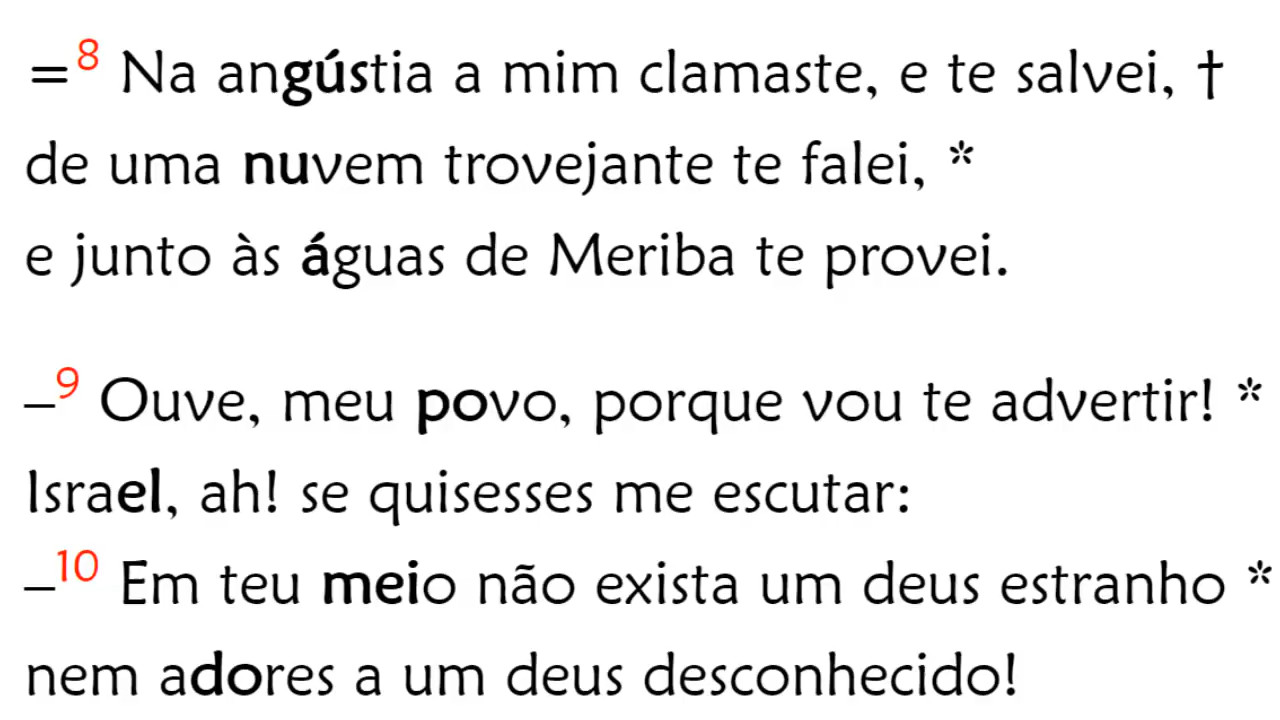 =8 Na angústia a mim clamaste, e te salvei, †
de uma nuvem trovejante te falei, *
e junto às águas de Meriba te provei.
–9 Ouve, meu povo, porque vou te advertir! *
Israel, ah! se quisesses me escutar:
–10 Em teu meio não exista um deus estranho *
nem adores a um deus desconhecido!